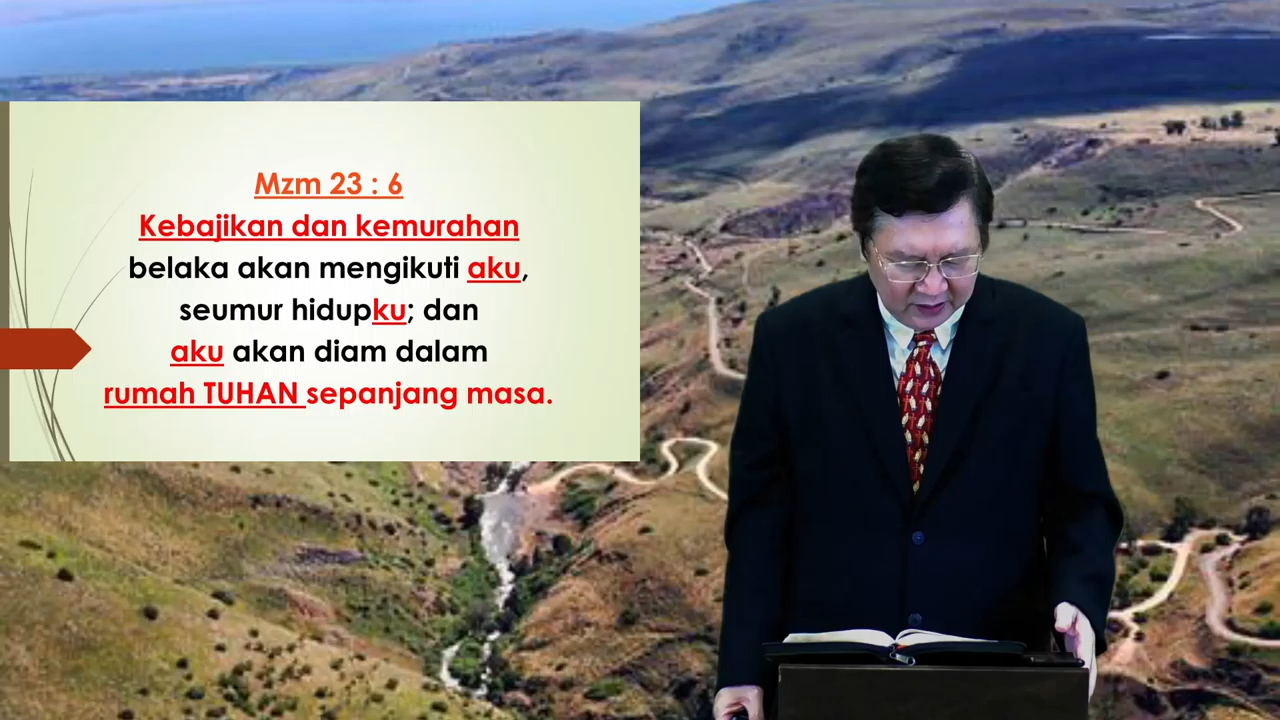 Mzm 23 : 6
Kebajikan dan kemurahan
belaka akan mengikuti aku,
seumur hidupku; dan
aku akan diam dalam
rumah TUHAN sepanjang masa.